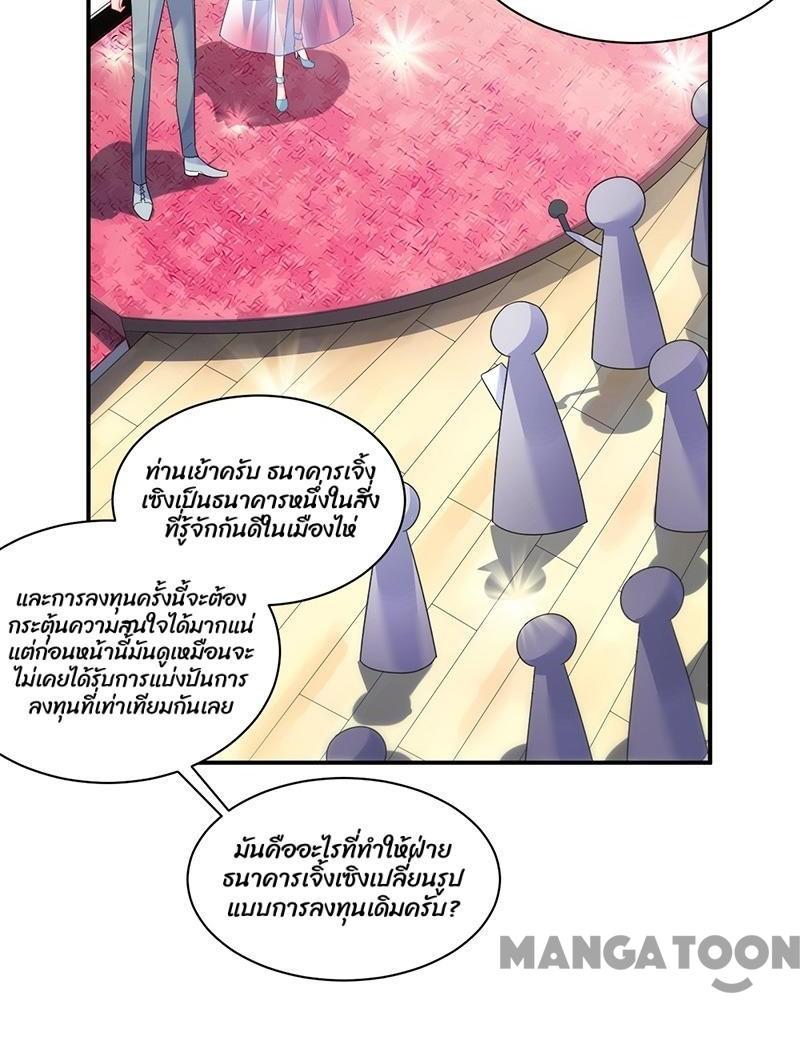 ท่านเย้าครับ ธนาคารเจิ้ง
เชิงเป็นธนาคารหนึ่งในสี่ง
ที่รู้จักกันดีในเมืองไห่
และการลงทุนครั้งนี้จะต้อง
กระตุ้นความสนใจได้มากแน่
แต่ก่อนหน้านี้มันดูเหมือนจะ
ไม่เคยได้รับการแบ่งปันการ
ลงทุนที่เท่าเทียมกันเลย
มันคืออะไรที่ทำให้ฝ่าย
ธนาคารเจิ้งเชิงเปลี่ยนรูป
แบบการลงทุนเดิมครับ?
MANGATOON